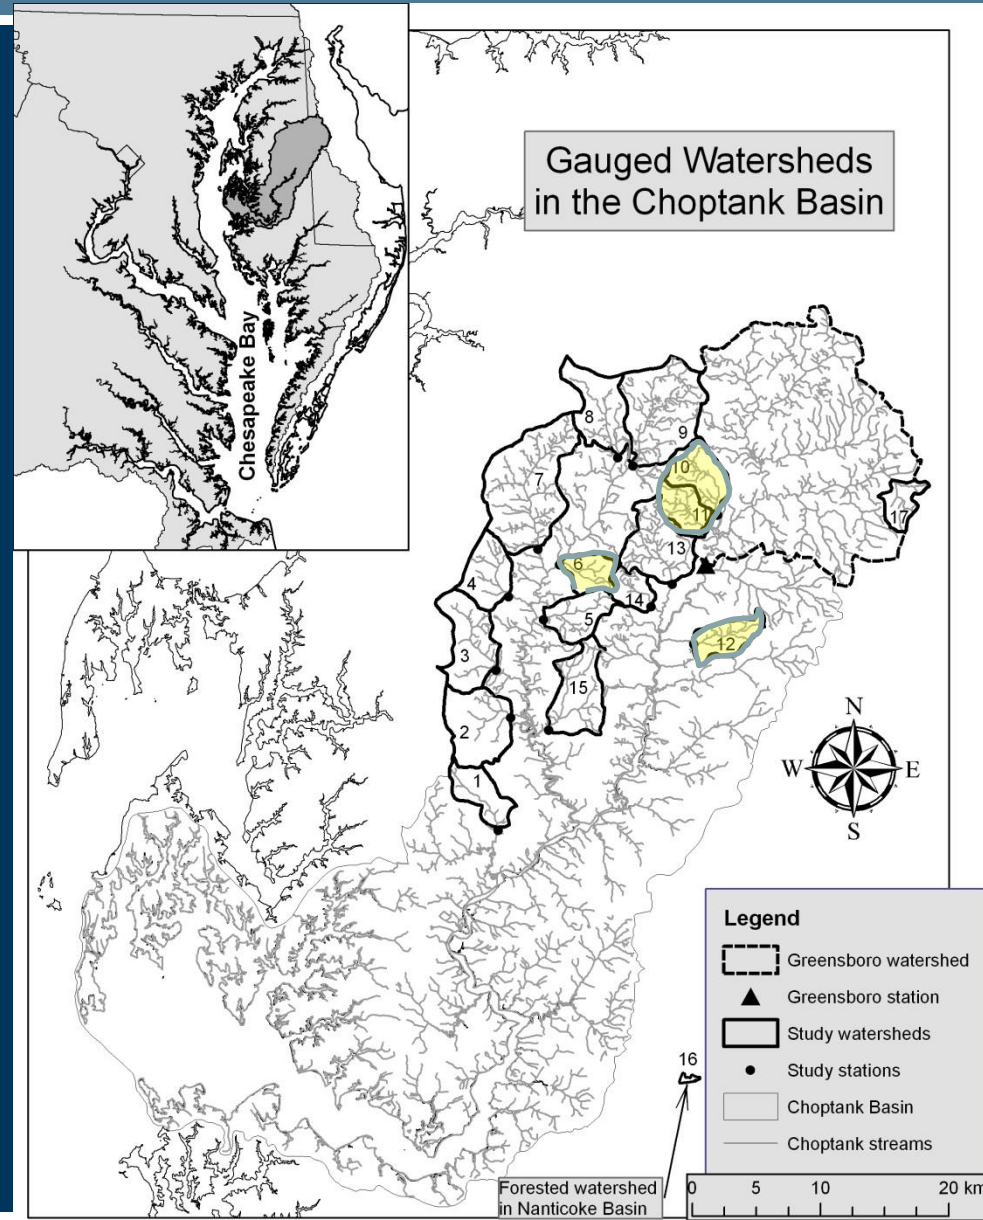 Chesapeake Bay
Gauged Watersheds
in the Choptank Basin
8
9
7
10
11
17
13
6
4
14
5
12
3
15
2
1
N
W
E
S
16
Forested watershed
in Nanticoke Basin
Legend
Greensboro watershed
Greensboro station
Study watersheds
Study stations
Choptank Basin
Choptank streams
0 5 10 20 km